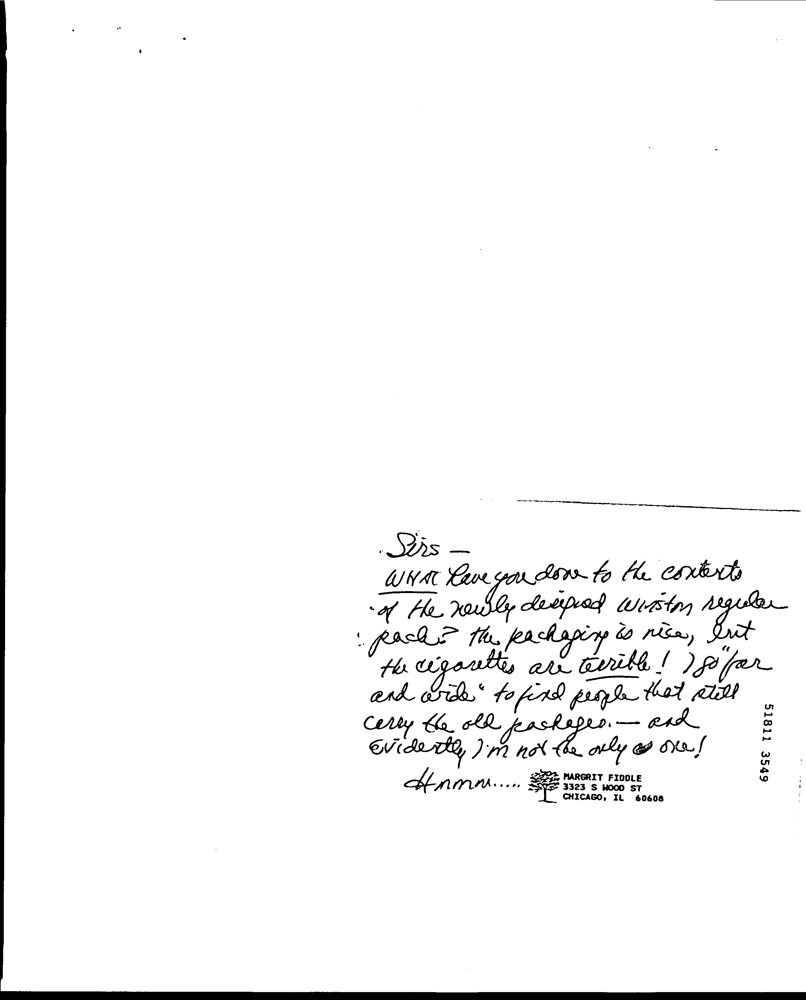 Sirs —
WHAT have you done to the contents
of the newly designed Winston regular
pack? The packaging is nice, but
the cigarettes are terrible! I go "far
and wide" to find people that still
carry the old packages. — and
Evidently I'm not the only one!
Hmmm.....
MARGRIT FIDDLE
3323 S WOOD ST
CHICAGO, IL 60608
51811 3549